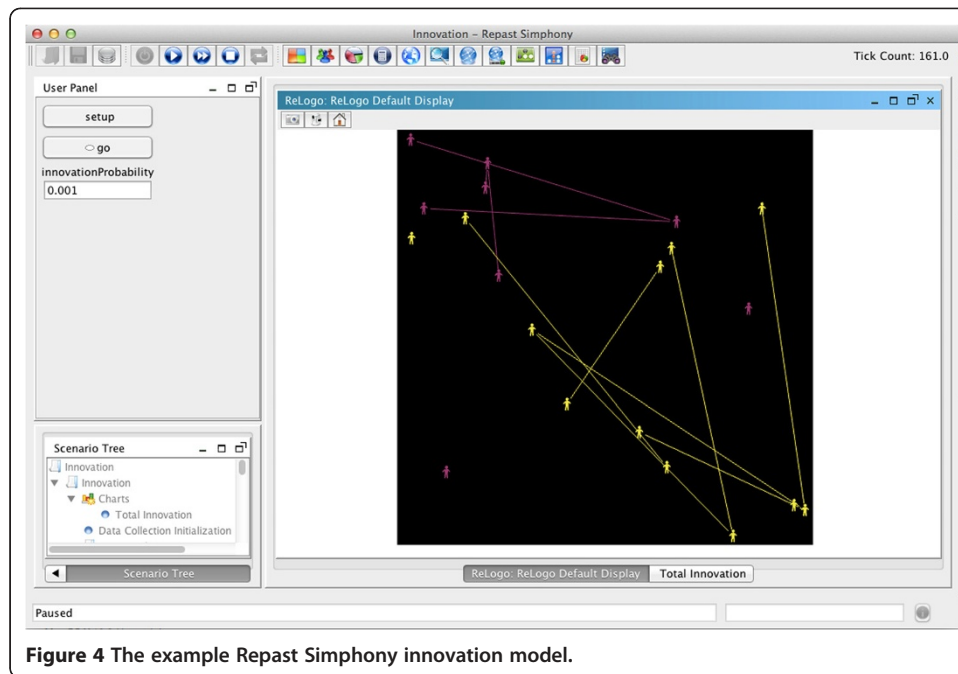 Innovation – Repast Simphony
Tick Count: 161.0
User Panel
setup
go
innovationProbability
0.001
ReLogo: ReLogo Default Display
Scenario Tree
Innovation
Innovation
Charts
Total Innovation
Data Collection Initialization
Scenario Tree
ReLogo: ReLogo Default Display
Total Innovation
Paused
Figure 4 The example Repast Simphony innovation model.